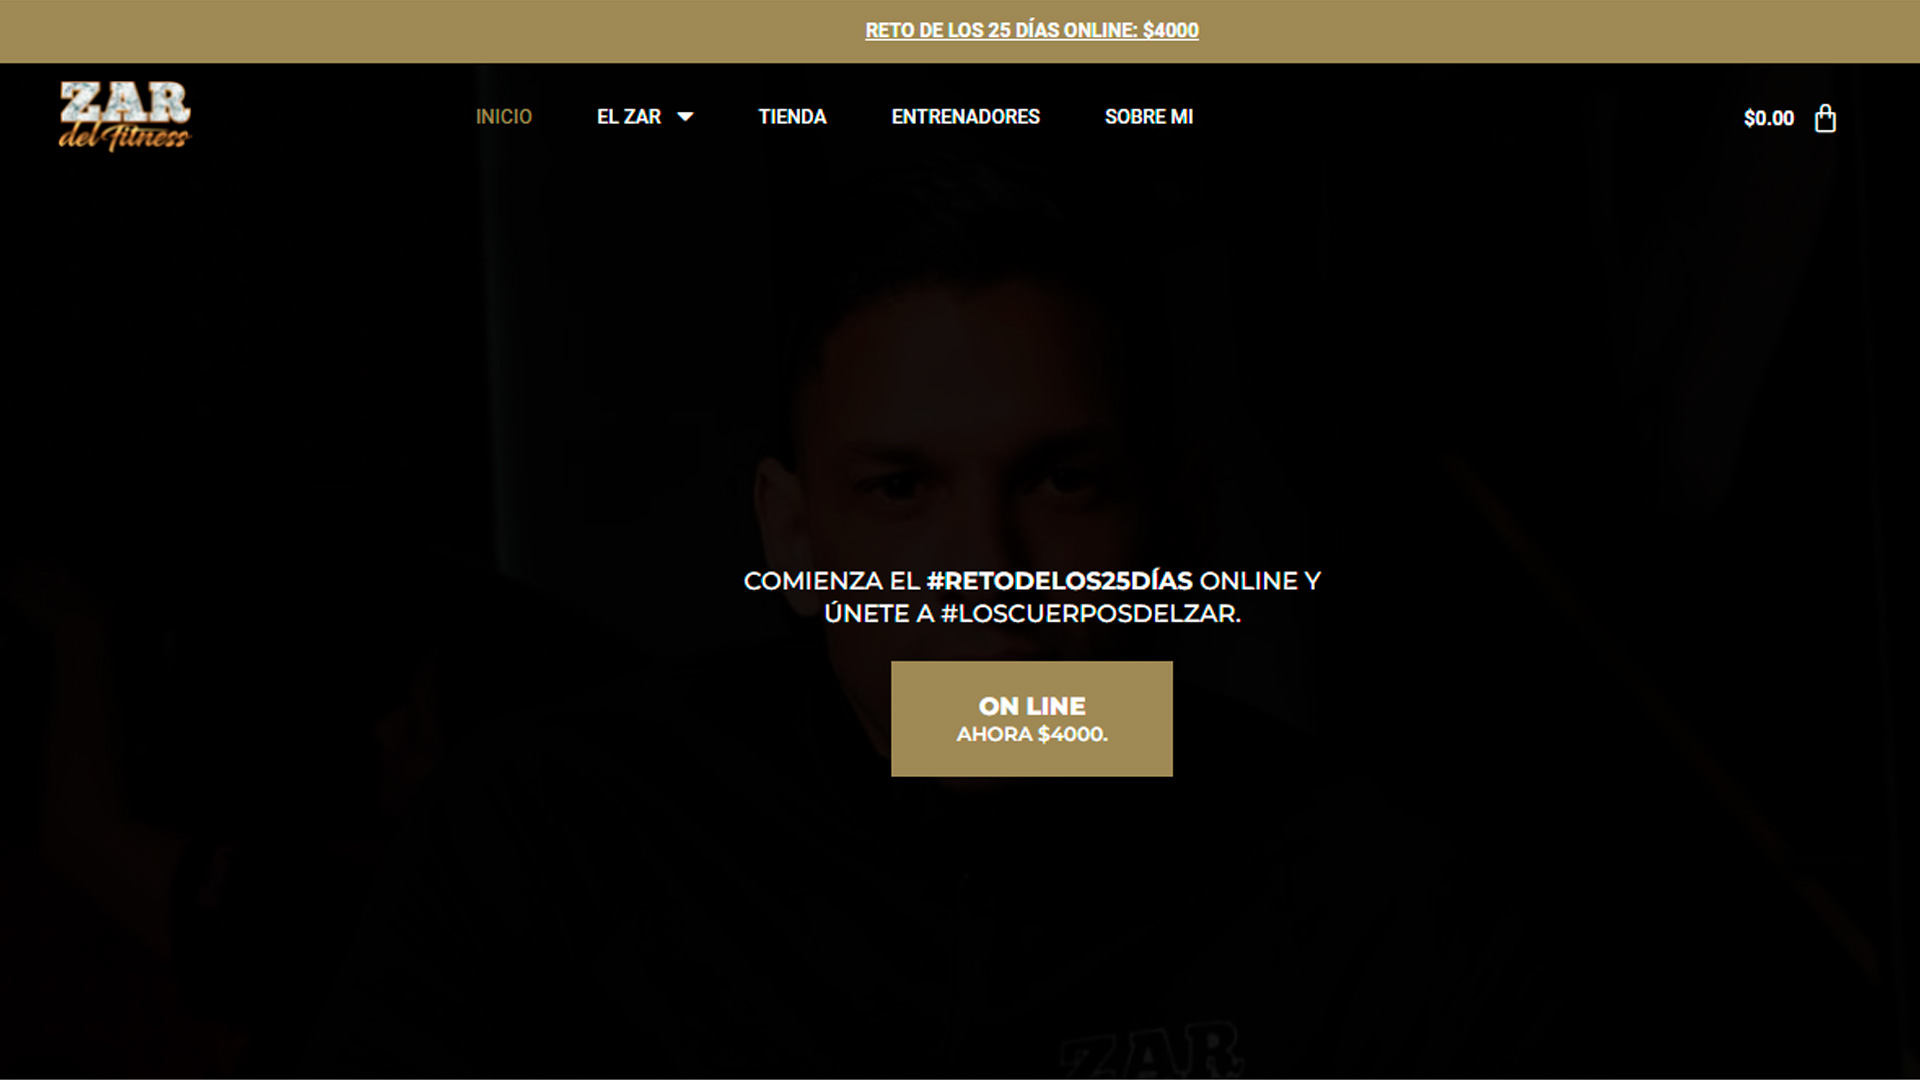 RETO DE LOS 25 DÍAS ONLINE: $4000
ZAR
del Fitness
INICIO
EL ZAR
TIENDA
ENTRENADORES
SOBRE MI
$0.00
COMIENZA EL #RETODELOS25DÍAS ONLINE Y
ÚNETE A #LOSCUERPOSDELZAR.
ON LINE
AHORA $4000.
ZAR